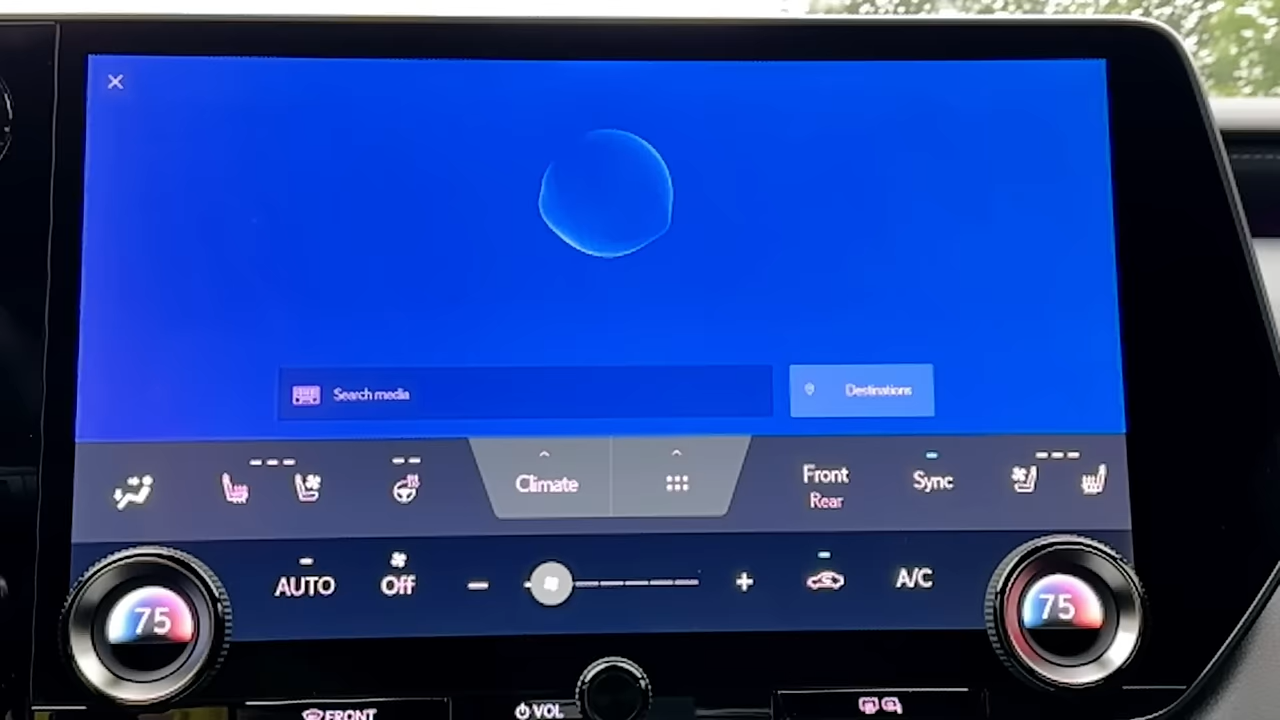 Search media
Destinations
Climate
Front
Rear
Sync
AUTO
Off
A/C
75
75
FRONT
VOL